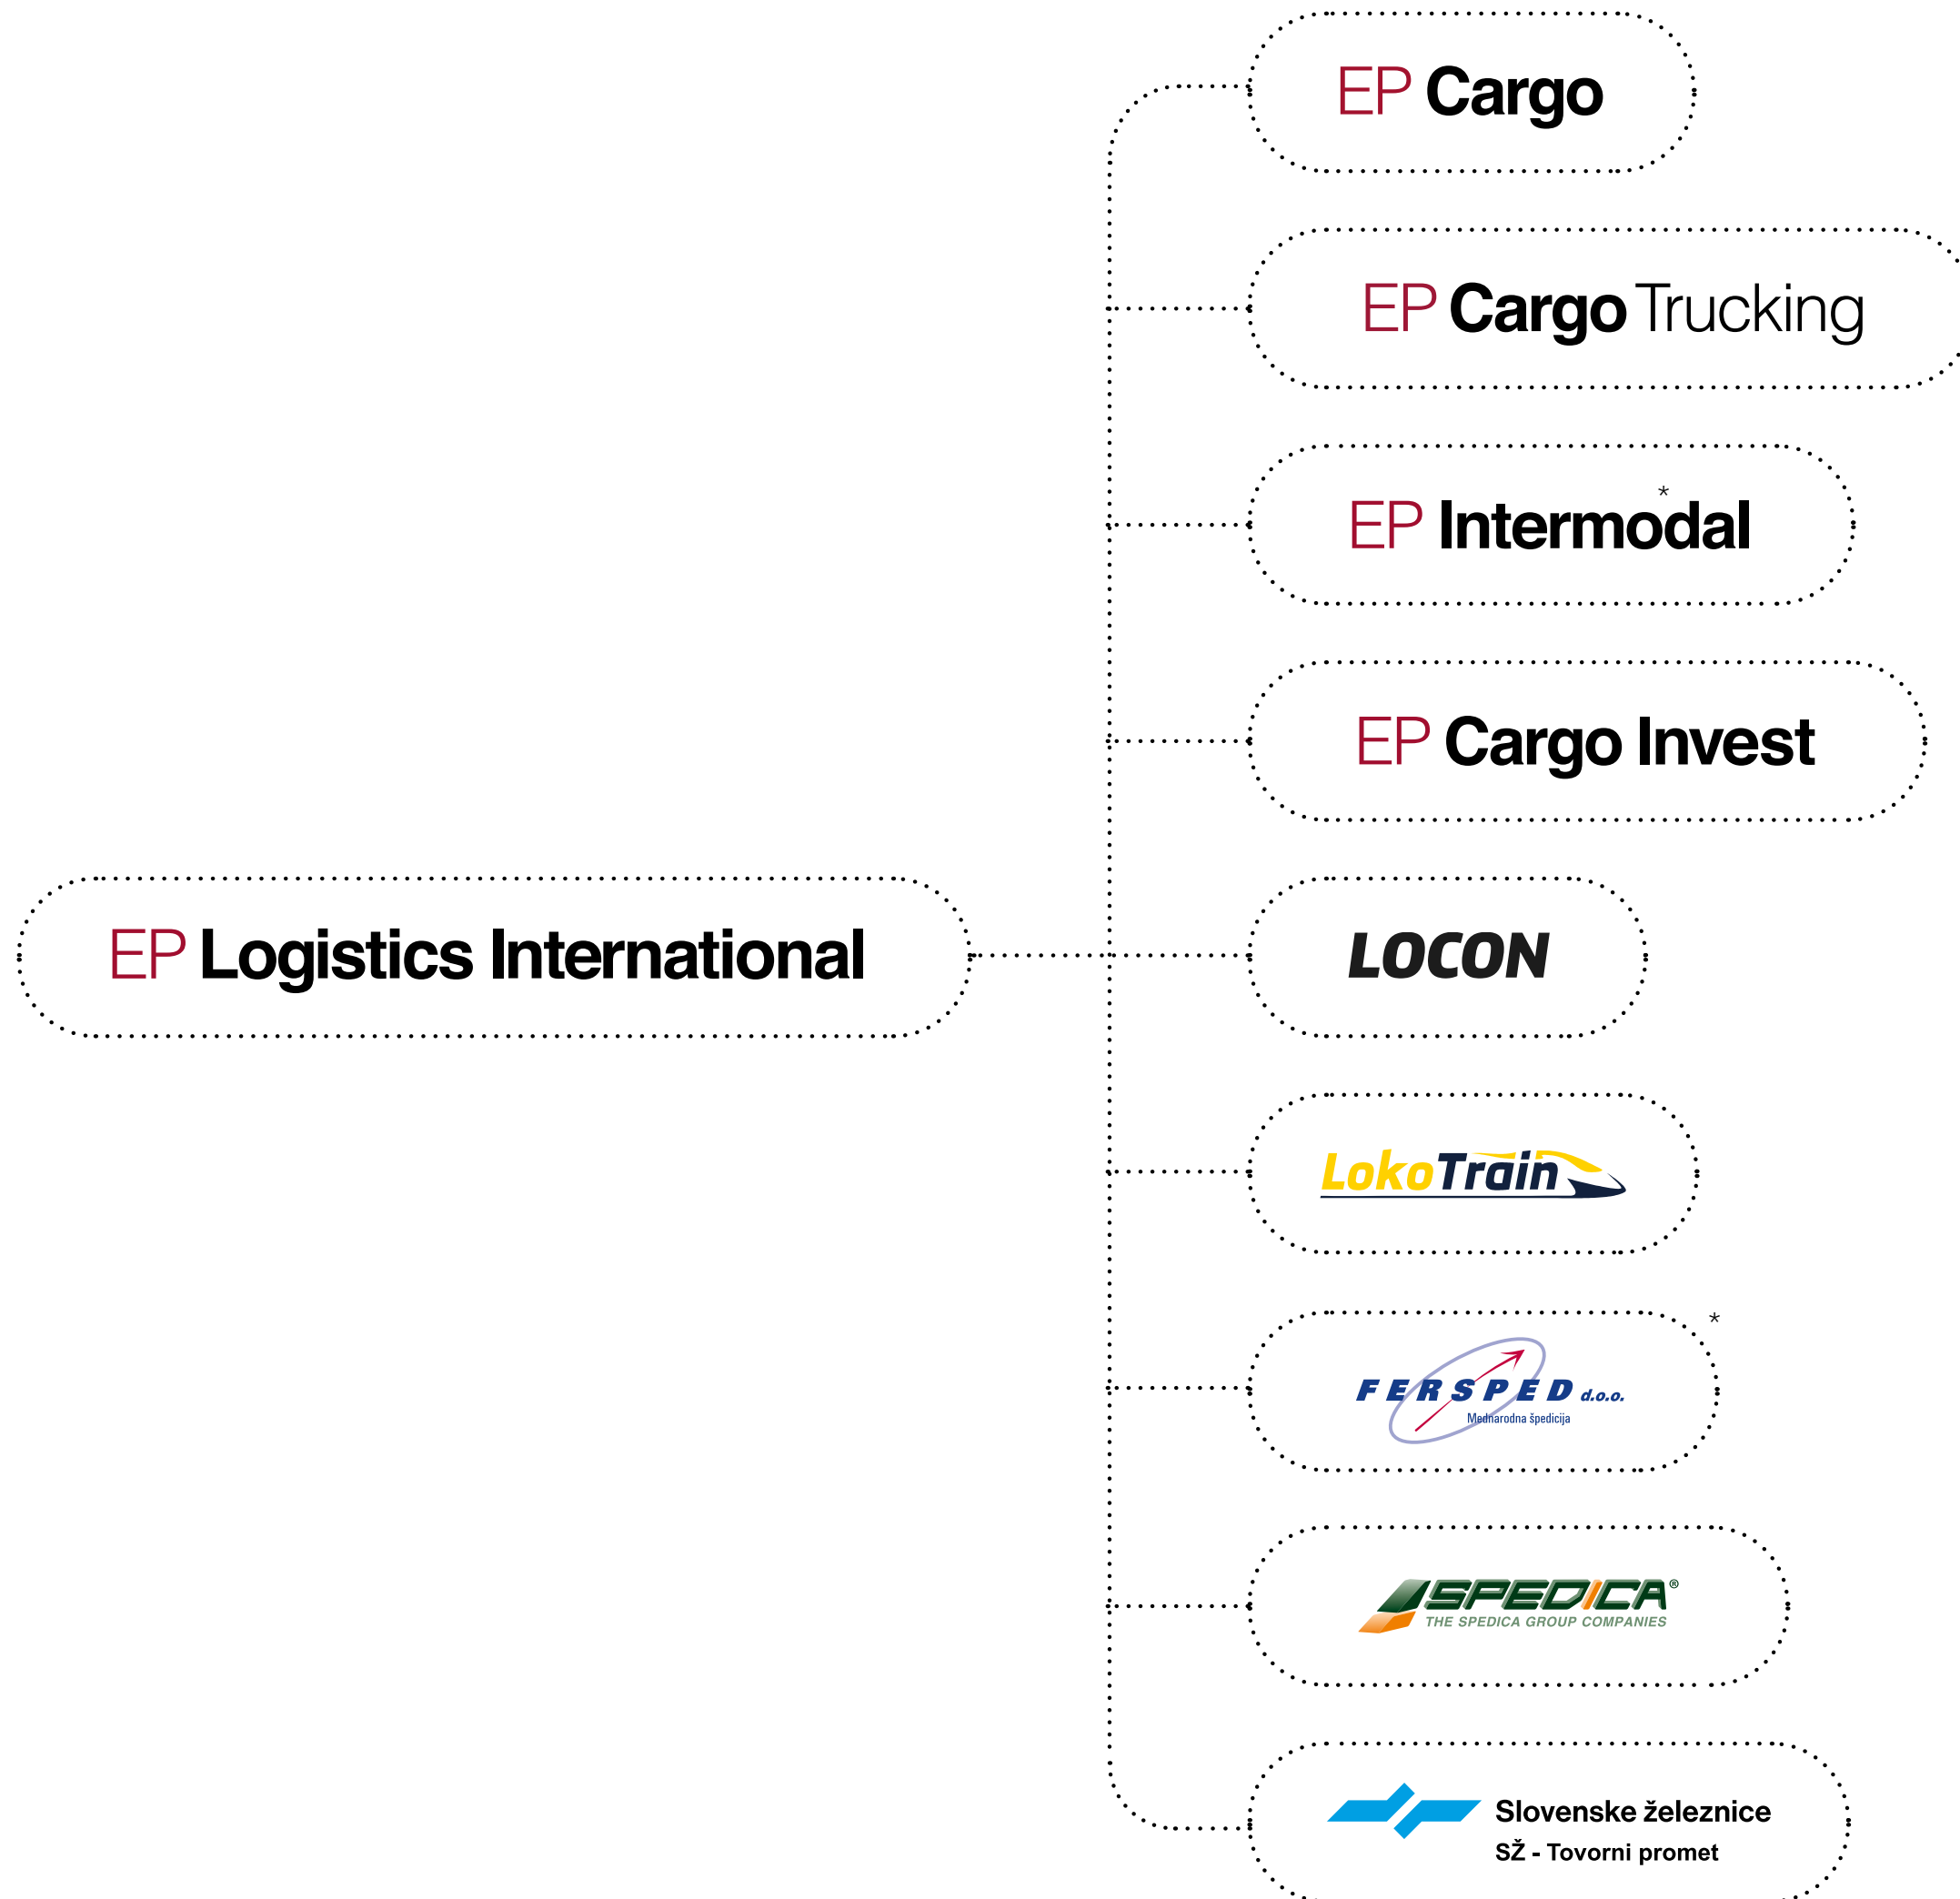 EP Cargo
EP Cargo Trucking
*
EP Intermodal
EP Cargo Invest
EP Logistics International
LOCON
LokoTrain
*
FERSPED d.o.o.
Mednarodna špedicija
SPEDICA®
THE SPEDICA GROUP COMPANIES
Slovenske železnice
SŽ - Tovorni promet